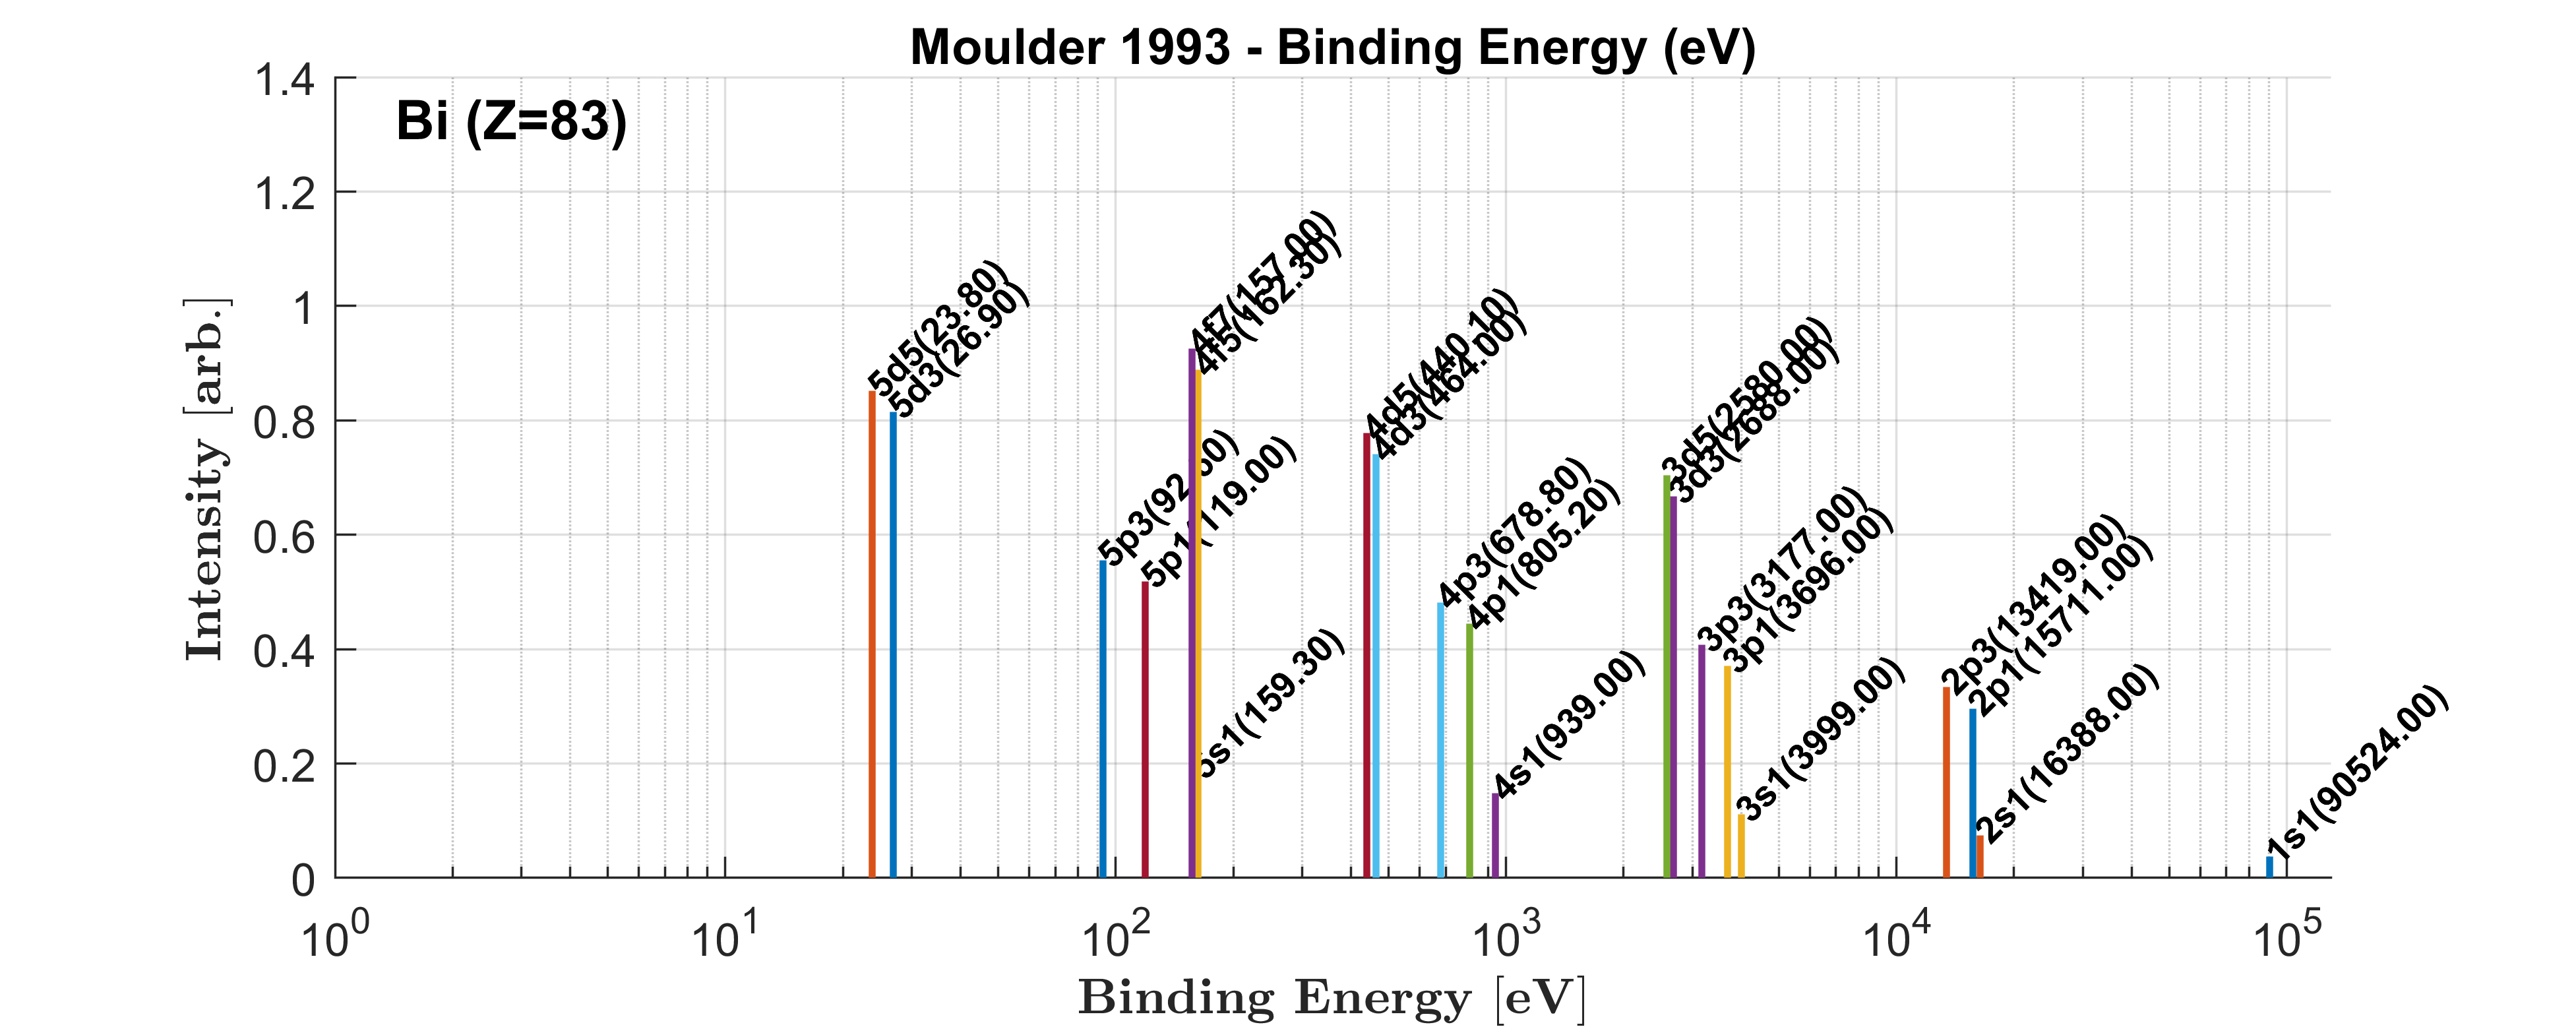 Moulder 1993 - Binding Energy (eV)
Bi (Z=83)
Intensity [arb.]
1.4
1.2
1
0.8
0.6
0.4
0.2
0
5d5(23.80)
5d3(26.90)
5p3(92.60)
5p1(119.00)
4f7(157.00)
4f5(162.30)
5s1(159.30)
4d5(440.10)
4d3(464.00)
4p3(678.80)
4p1(805.20)
4s1(939.00)
3d5(2580.00)
3d3(2688.00)
3p3(3177.00)
3p1(3696.00)
3s1(3999.00)
2p3(13419.00)
2p1(15711.00)
2s1(16388.00)
1s1(90524.00)
10^0 10^1 10^2 10^3 10^4 10^5
Binding Energy [eV]